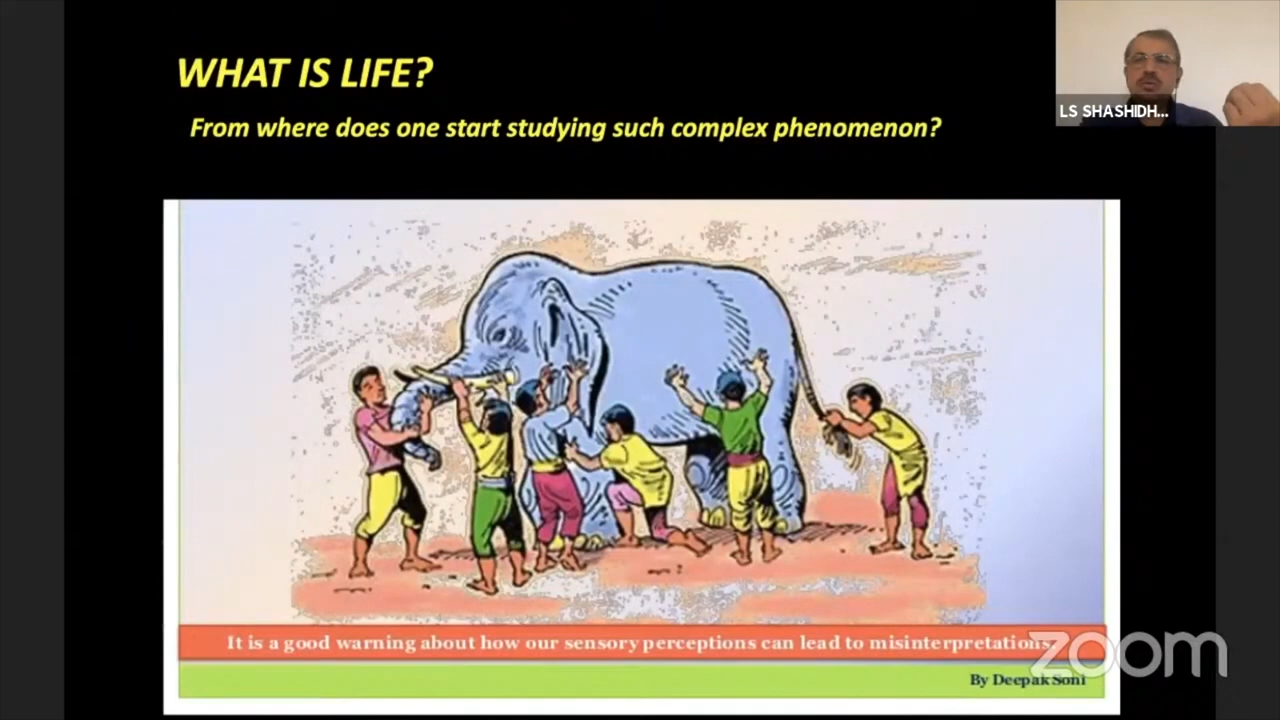 WHAT IS LIFE?
From where does one start studying such complex phenomenon?
LS SHASHIDH...
It is a good warning about how our sensory perceptions can lead to misinterpretations.
zoom
By Deepak Soni